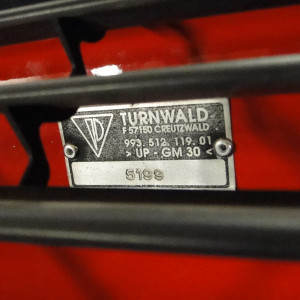 TURNWALD
F 57150 CREUTZWALD
993. 512. 119. 01
> UP - GM 30 <
5199